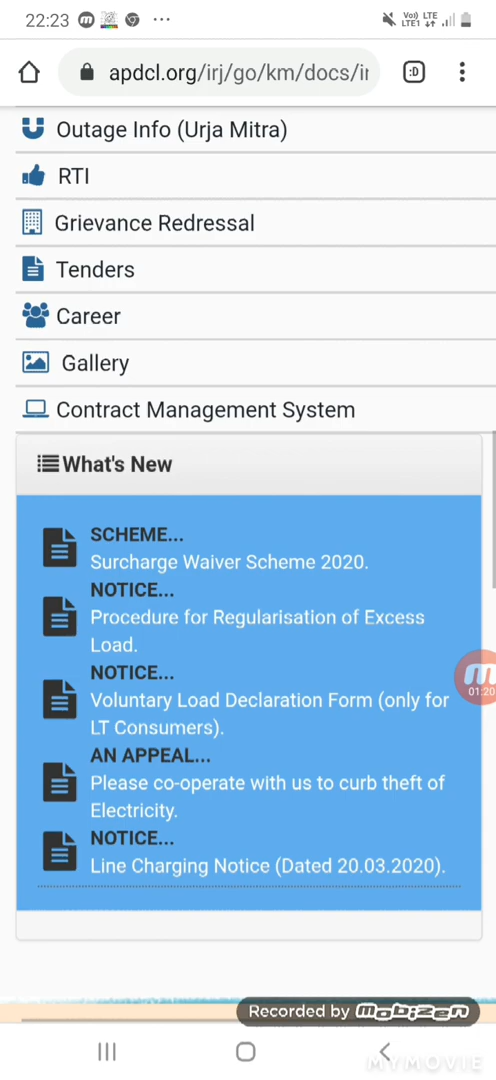 22:23 Vo) LTE
LTE1
apdcl.org/irj/go/km/docs/ir
:D
Outage Info (Urja Mitra)
RTI
Grievance Redressal
Tenders
Career
Gallery
Contract Management System
What's New
SCHEME...
Surcharge Waiver Scheme 2020.
NOTICE...
Procedure for Regularisation of Excess
Load.
NOTICE...
Voluntary Load Declaration Form (only for
LT Consumers).
AN APPEAL...
Please co-operate with us to curb theft of
Electricity.
NOTICE...
Line Charging Notice (Dated 20.03.2020).
01:20
Recorded by mobizen
MYMOVIE